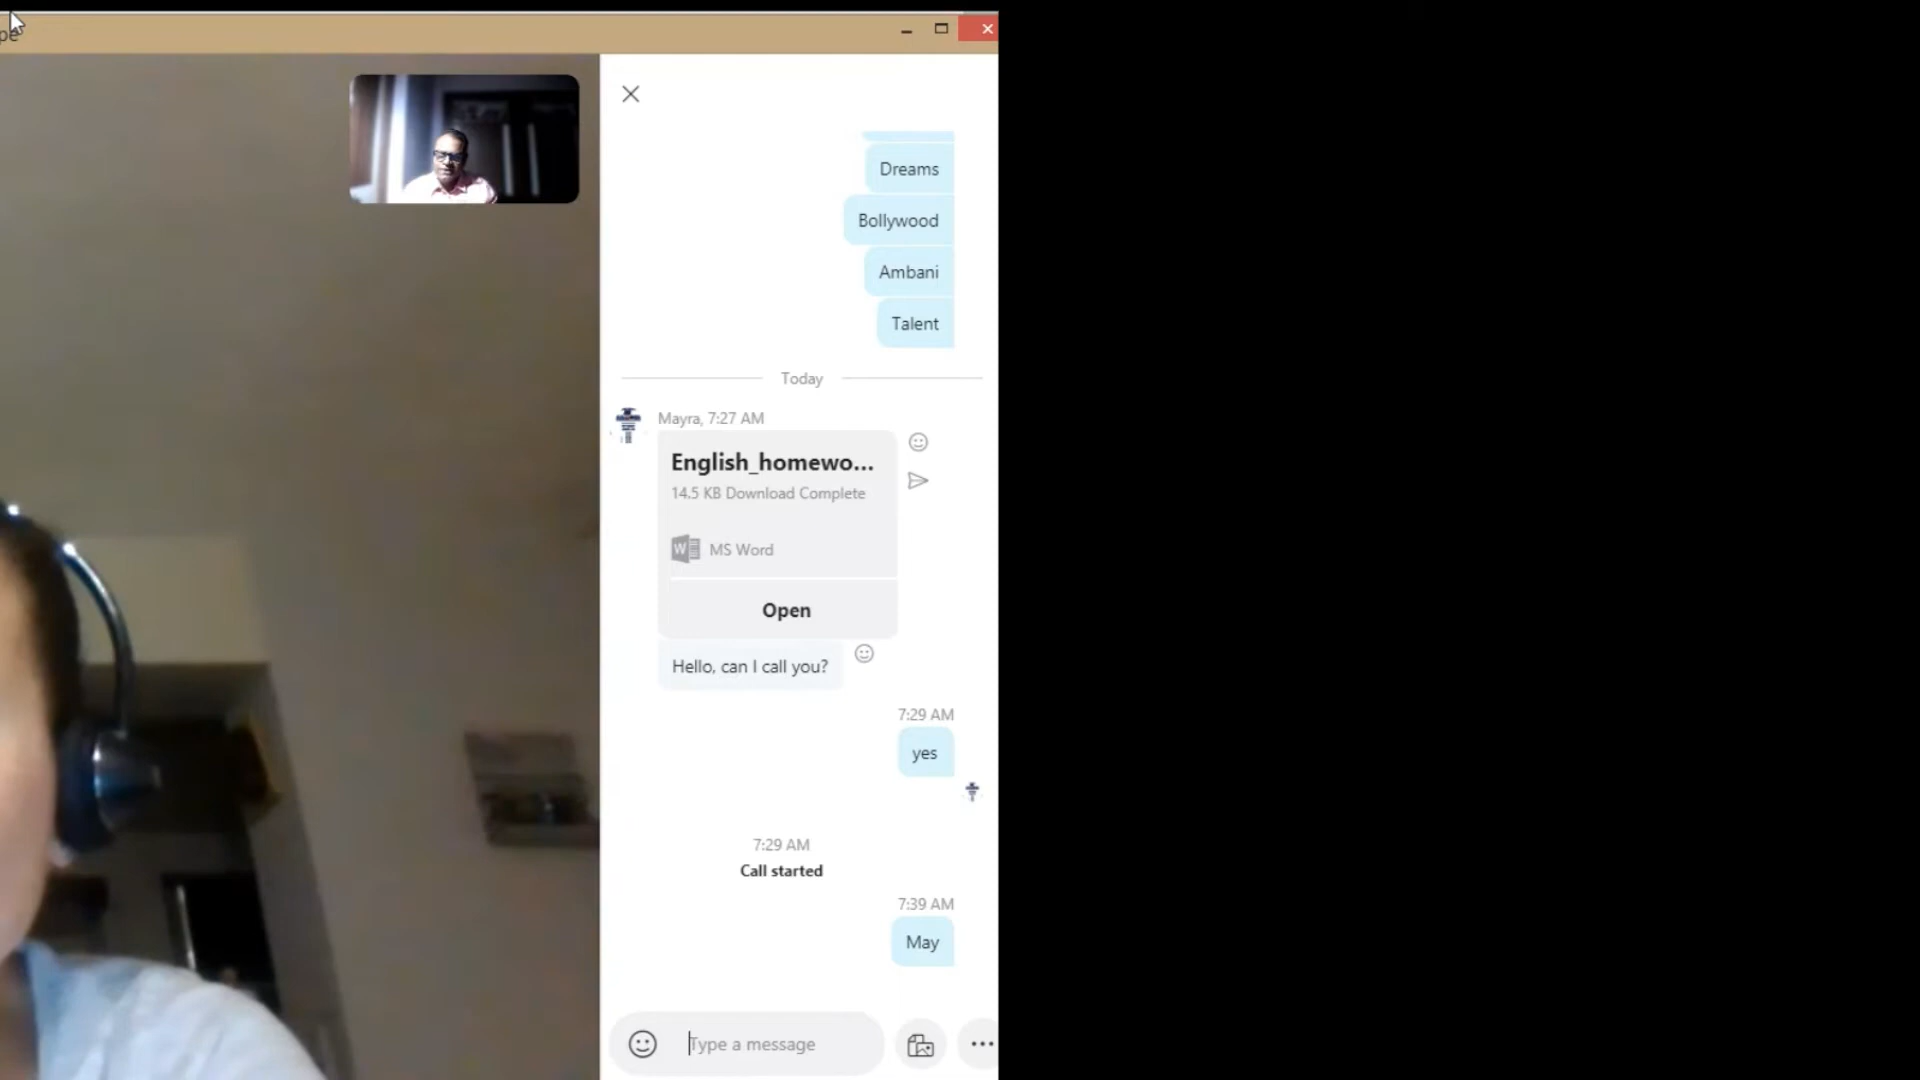 pe
Dreams
Bollywood
Ambani
Talent
Today
Mayra, 7:27 AM
English_homewo...
14.5 KB Download Complete
MS Word
Open
Hello, can I call you?
7:29 AM
yes
7:29 AM
Call started
7:39 AM
May
Type a message